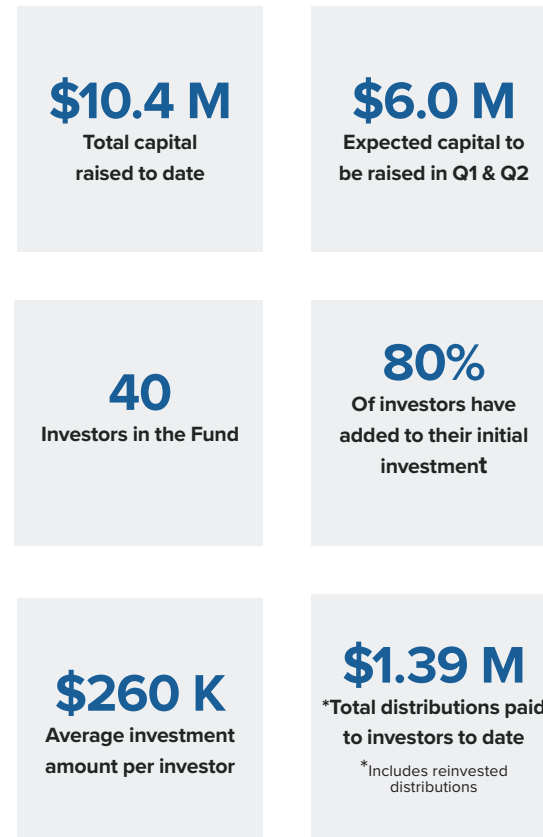 $10.4 M
Total capital
raised to date
$6.0 M
Expected capital to
be raised in Q1 & Q2
40
Investors in the Fund
80%
Of investors have
added to their initial
investment
$260 K
Average investment
amount per investor
$1.39 M
*Total distributions paid
to investors to date
*Includes reinvested
distributions